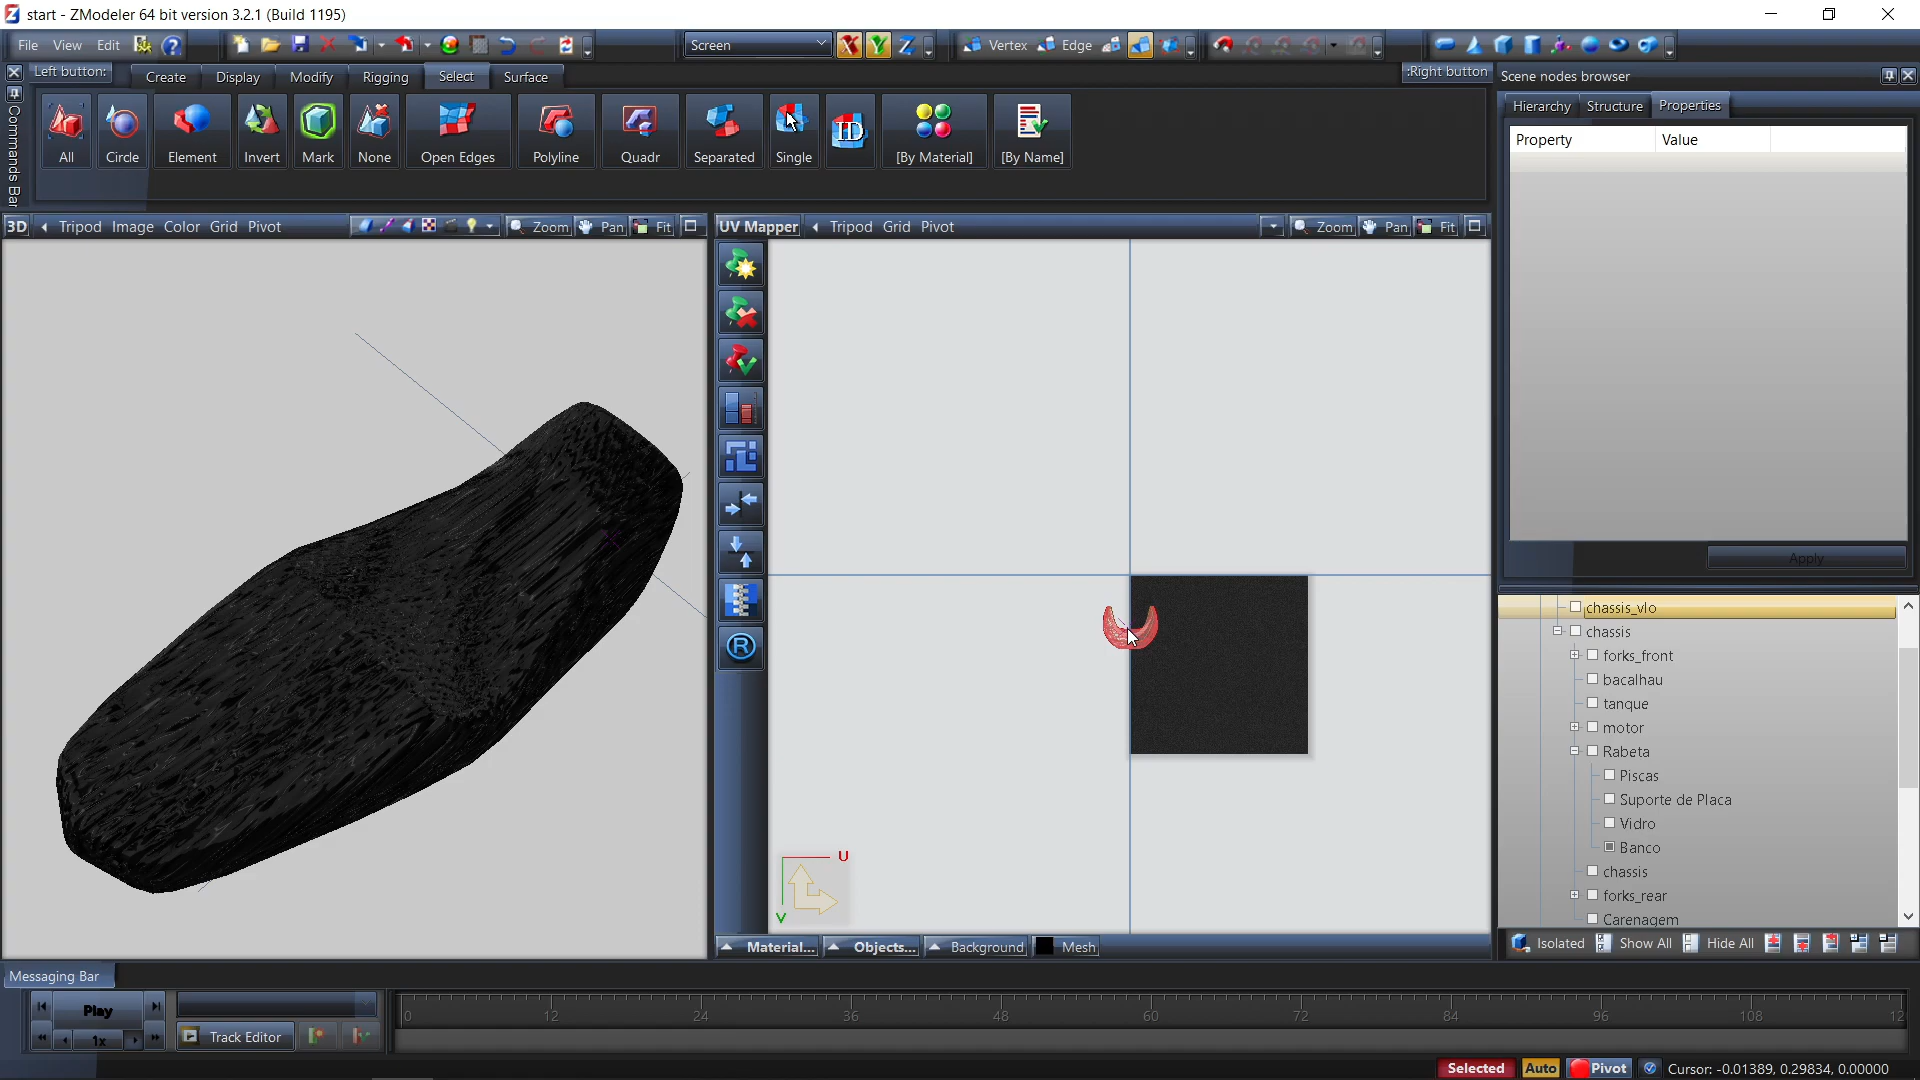 start - ZModeler 64 bit version 3.2.1 (Build 1195)
File View Edit
Screen
X Y Z
Vertex Edge
Left button: Create Display Modify Rigging Select Surface :Right button
Commands Bar
All Circle Element Invert Mark None Open Edges Polyline Quadr Separated Single ID [By Material] [By Name]
Scene nodes browser
Hierarchy Structure Properties
Property Value
Apply
3D Tripod Image Color Grid Pivot Zoom Pan Fit
UV Mapper Tripod Grid Pivot Zoom Pan Fit
R
U
V
chassis_vlo
chassis
forks_front
bacalhau
tanque
motor
Rabeta
Piscas
Suporte de Placa
Vidro
Banco
chassis
forks_rear
Carenagem
Material... Objects... Background Mesh
Isolated Show All Hide All
Messaging Bar
Play
1x
Track Editor
0 12 24 36 48 60 72 84 96 108 12
Selected Auto Pivot Cursor: -0.01389, 0.29834, 0.00000